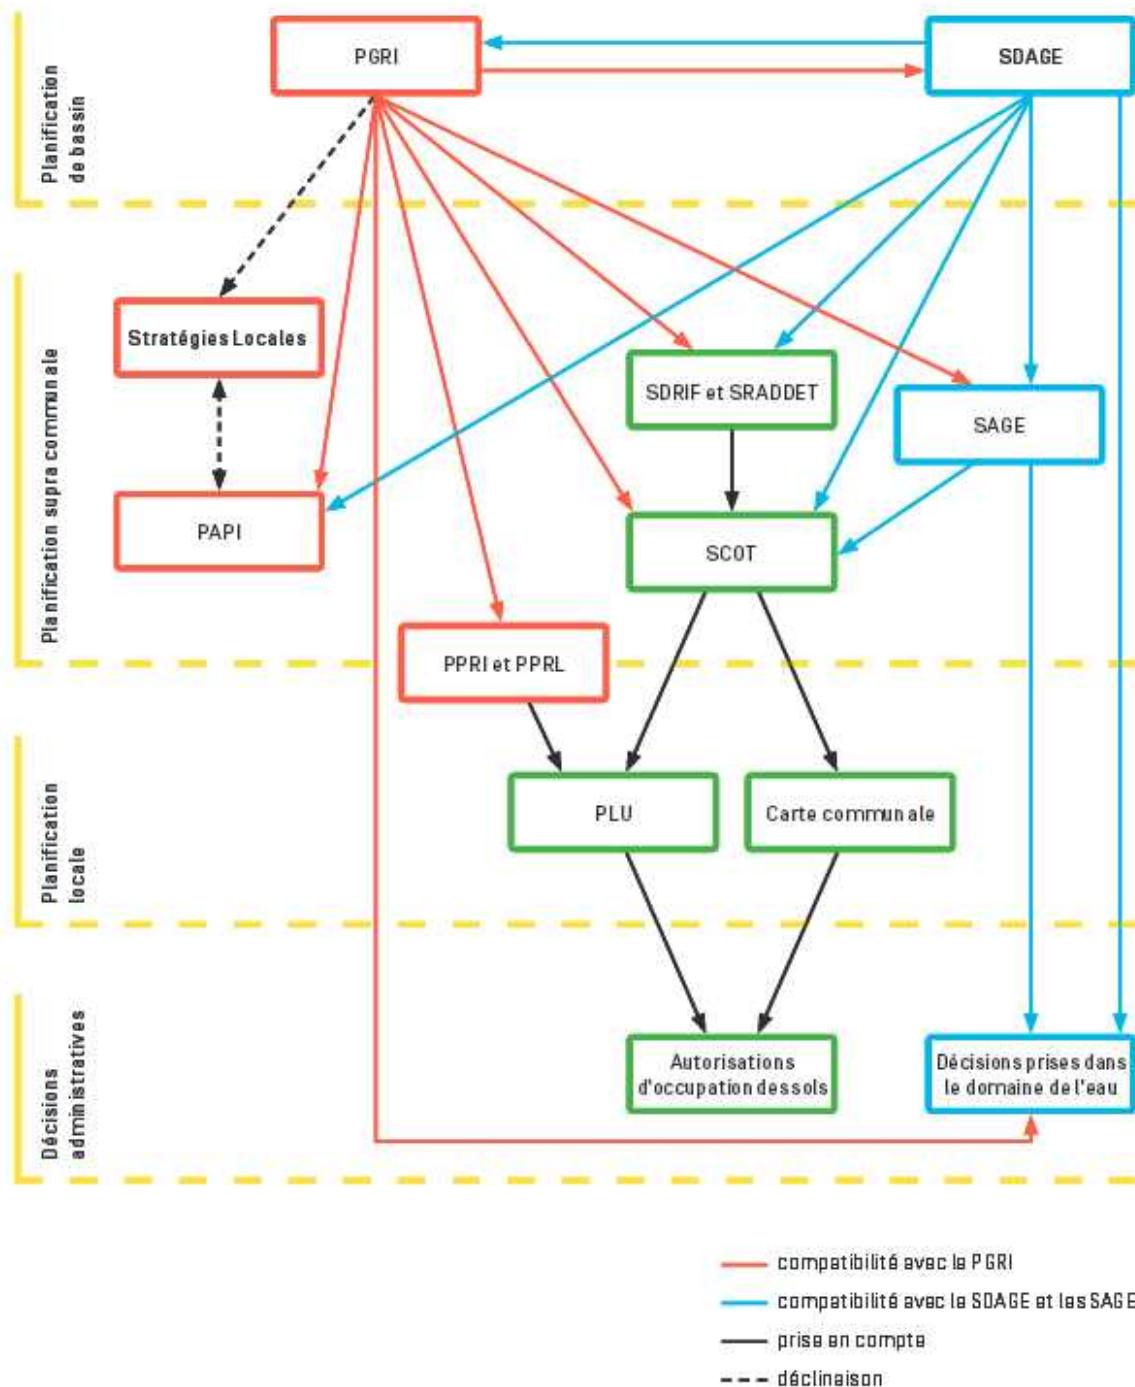 Planification
de bassin
PGRI
SDAGE
Planification supra communale
Stratégies Locales
SDRIF et SRADDET
SAGE
PAPI
SCOT
PPRI et PPRL
Planification
locale
PLU
Carte communale
Décisions
administratives
Autorisations
d'occupation des sols
Décisions prises dans
le domaine de l'eau
compatibilité avec le PGRI
compatibilité avec le SDAGE et les SAGE
prise en compte
déclinaison